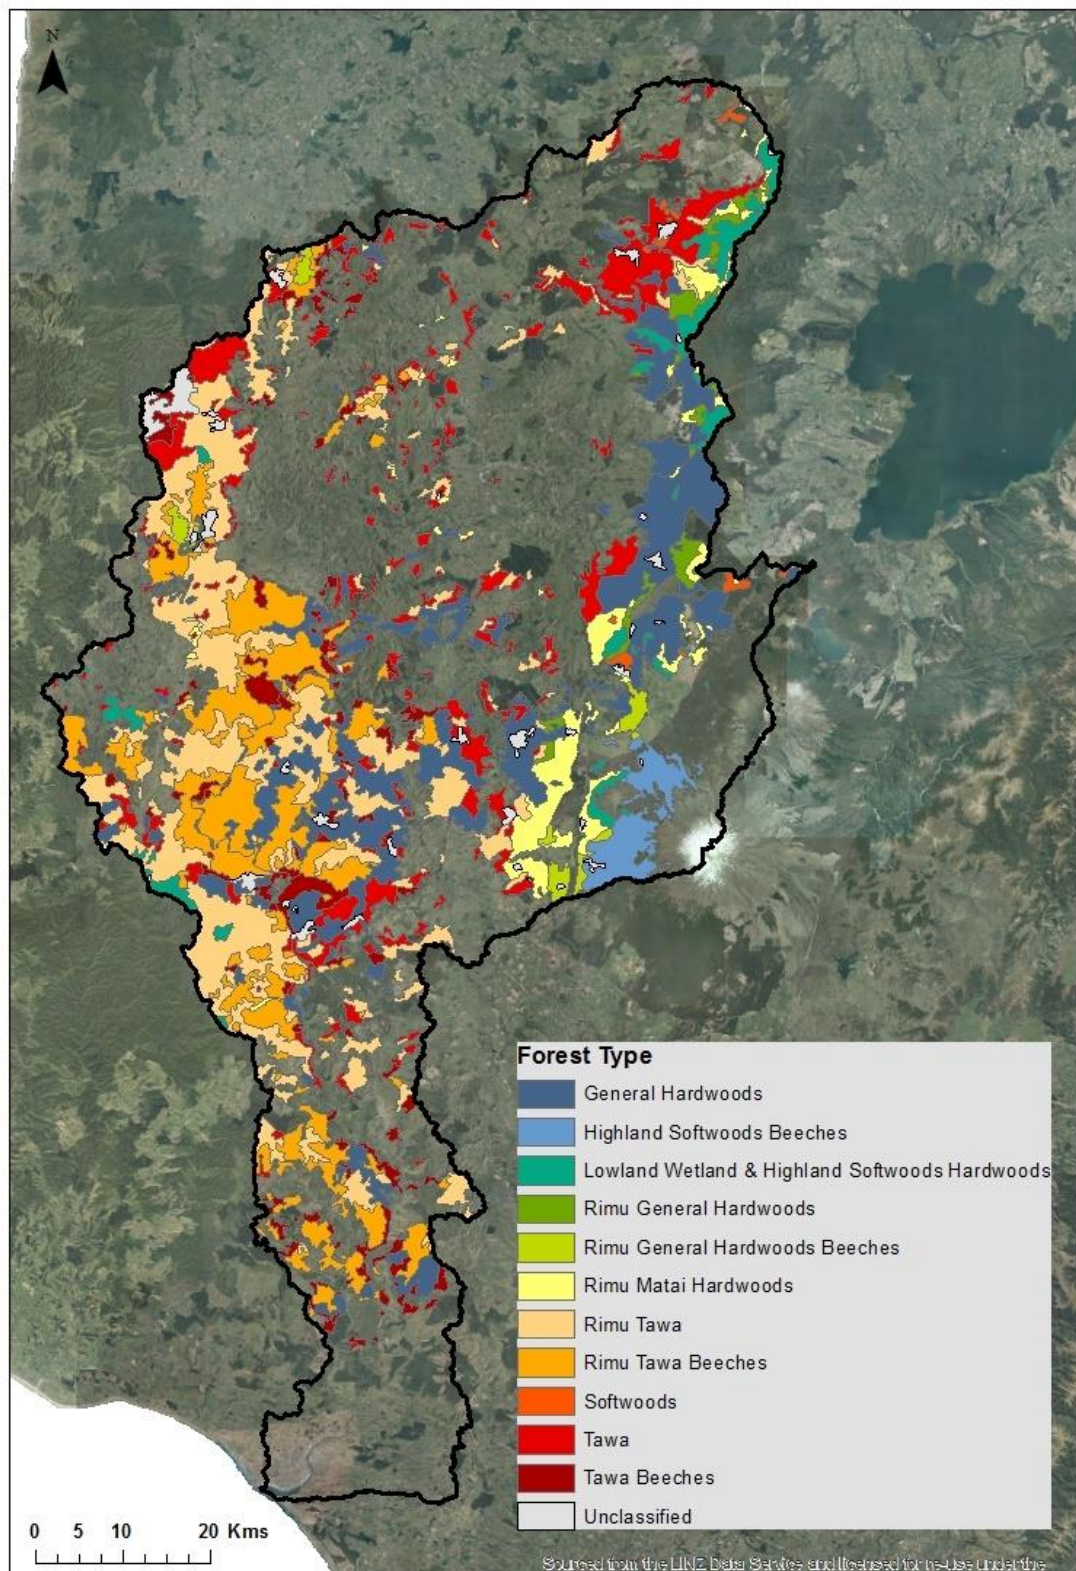 N
Forest Type
General Hardwoods
Highland Softwoods Beeches
Lowland Wetland & Highland Softwoods Hardwoods
Rimu General Hardwoods
Rimu General Hardwoods Beeches
Rimu Matai Hardwoods
Rimu Tawa
Rimu Tawa Beeches
Softwoods
Tawa
Tawa Beeches
Unclassified
0 5 10 20 Kms
Sourced from the LINZ Data Service and licensed for re-use under the